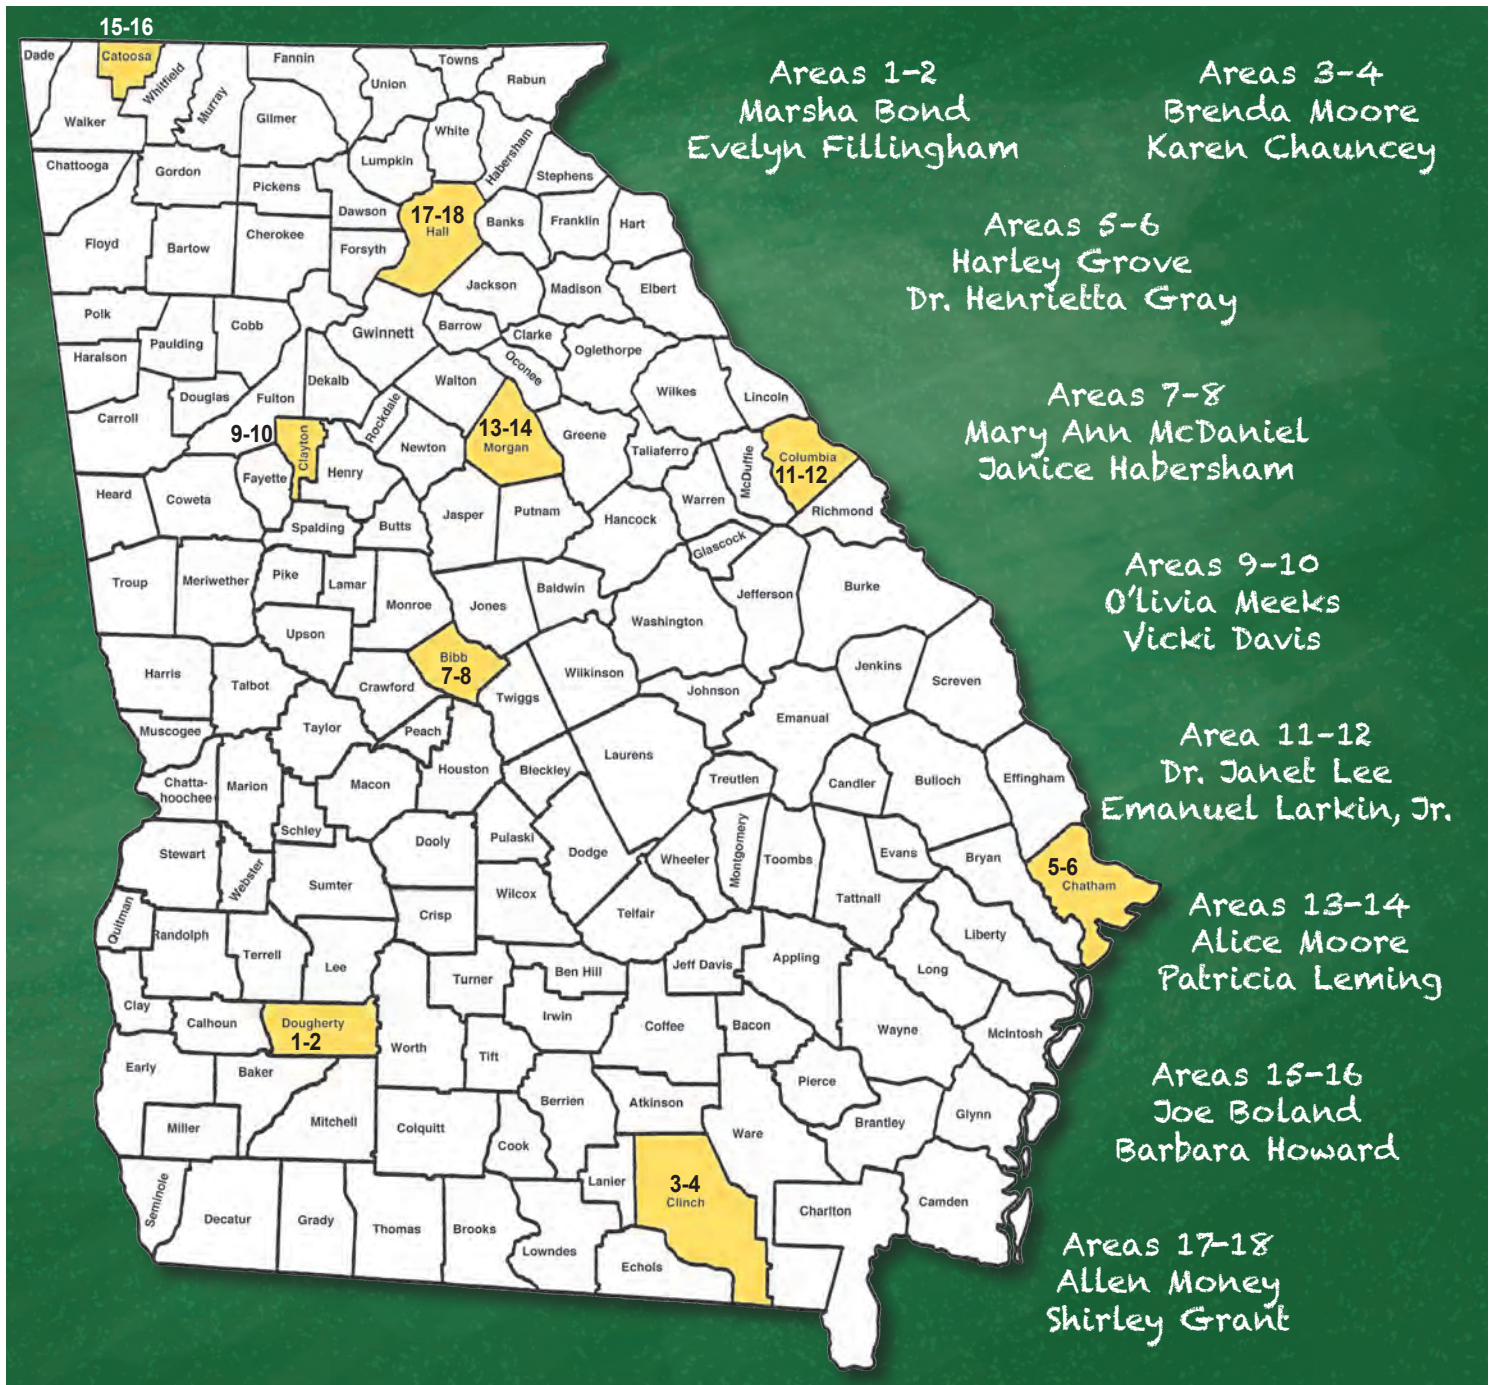 15-16
Dade
Catoosa
Whitfield
Murray
Fannin
Union
Towns
Rabun
Walker
Gilmer
White
Habersham
Lumpkin
Chattooga
Gordon
Pickens
Stephens
Dawson
17-18
Hall
Banks
Franklin
Hart
Floyd
Bartow
Cherokee
Forsyth
Jackson
Madison
Elbert
Polk
Paulding
Cobb
Gwinnett
Barrow
Clarke
Oconee
Oglethorpe
Haralson
Douglas
Fulton
Dekalb
Rockdale
Walton
Wilkes
Lincoln
Carroll
9-10
Clayton
Newton
13-14
Morgan
Greene
Taliaferro
McDuffie
Columbia
11-12
Heard
Coweta
Fayette
Henry
Spalding
Butts
Jasper
Putnam
Hancock
Warren
Glascock
Richmond
Troup
Meriwether
Pike
Lamar
Monroe
Jones
Baldwin
Washington
Jefferson
Burke
Upson
Bibb
7-8
Wilkinson
Jenkins
Screven
Harris
Talbot
Crawford
Twiggs
Johnson
Emanual
Muscogee
Taylor
Peach
Houston
Bleckley
Laurens
Treutlen
Candler
Bulloch
Effingham
Chatta-
hoochee
Marion
Macon
Schley
Dooly
Pulaski
Dodge
Wheeler
Montgomery
Toombs
Evans
Bryan
5-6
Chatham
Stewart
Webster
Sumter
Crisp
Wilcox
Telfair
Tattnall
Liberty
Quitman
Randolph
Terrell
Lee
Turner
Ben Hill
Jeff Davis
Appling
Long
Clay
Calhoun
Dougherty
1-2
Worth
Tift
Irwin
Coffee
Bacon
Wayne
McIntosh
Early
Baker
Miller
Mitchell
Colquitt
Cook
Berrien
Atkinson
Ware
Pierce
Brantley
Glynn
Seminole
Decatur
Grady
Thomas
Brooks
Lowndes
Lanier
3-4
Clinch
Echols
Charlton
Camden
Areas 1-2
Marsha Bond
Evelyn Fillingham
Areas 3-4
Brenda Moore
Karen Chauncey
Areas 5-6
Harley Grove
Dr. Henrietta Gray
Areas 7-8
Mary Ann McDaniel
Janice Habersham
Areas 9-10
O'livia Meeks
Vicki Davis
Area 11-12
Dr. Janet Lee
Emanuel Larkin, Jr.
Areas 13-14
Alice Moore
Patricia Leming
Areas 15-16
Joe Boland
Barbara Howard
Areas 17-18
Allen Money
Shirley Grant